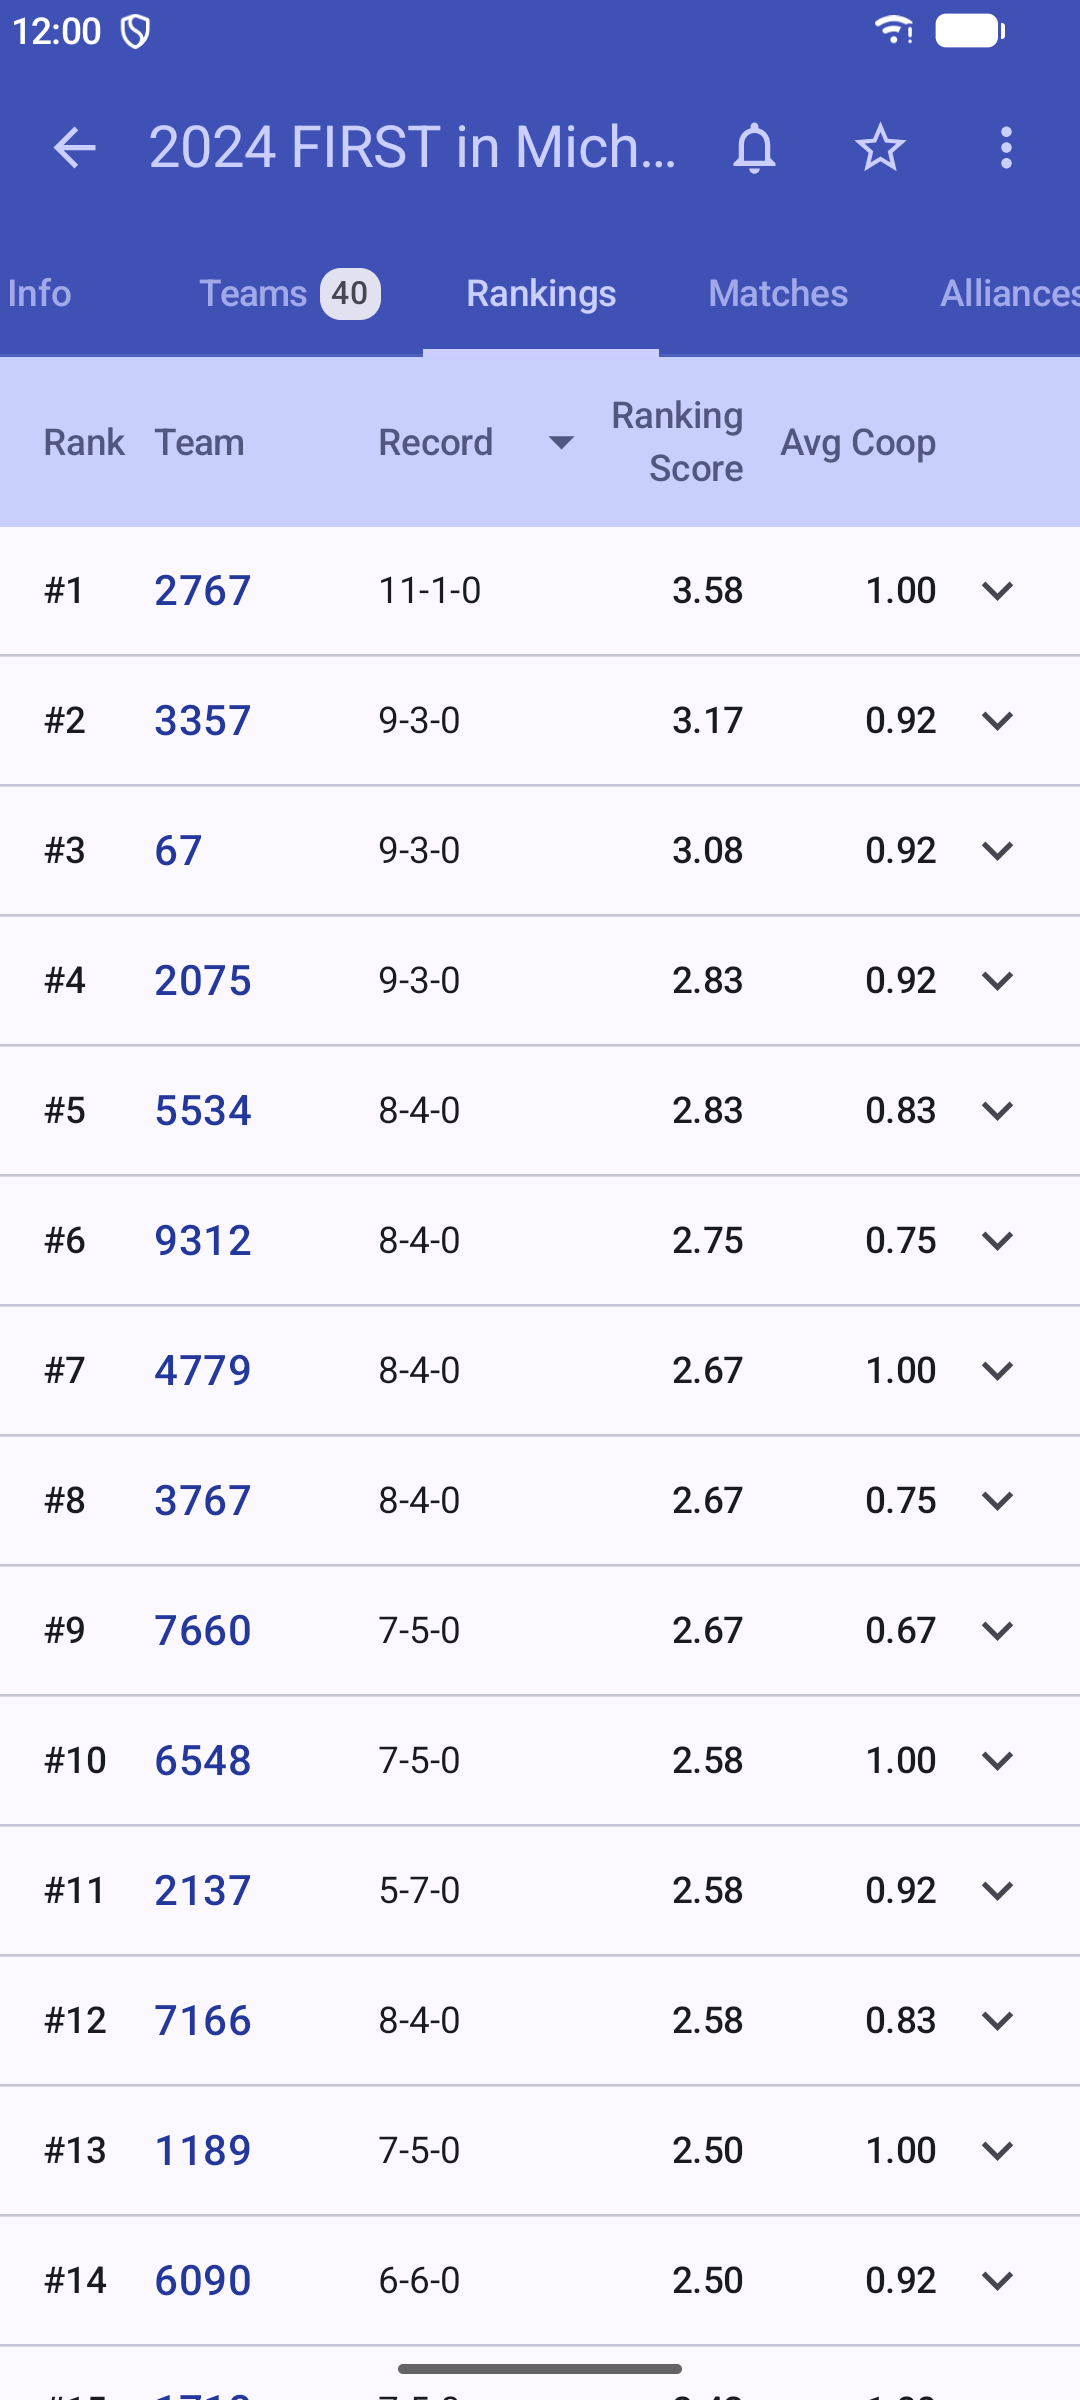 12:00
2024 FIRST in Mich...
Info Teams 40 Rankings Matches Alliances
Rank Team Record Ranking Score Avg Coop
#1 2767 11-1-0 3.58 1.00
#2 3357 9-3-0 3.17 0.92
#3 67 9-3-0 3.08 0.92
#4 2075 9-3-0 2.83 0.92
#5 5534 8-4-0 2.83 0.83
#6 9312 8-4-0 2.75 0.75
#7 4779 8-4-0 2.67 1.00
#8 3767 8-4-0 2.67 0.75
#9 7660 7-5-0 2.67 0.67
#10 6548 7-5-0 2.58 1.00
#11 2137 5-7-0 2.58 0.92
#12 7166 8-4-0 2.58 0.83
#13 1189 7-5-0 2.50 1.00
#14 6090 6-6-0 2.50 0.92